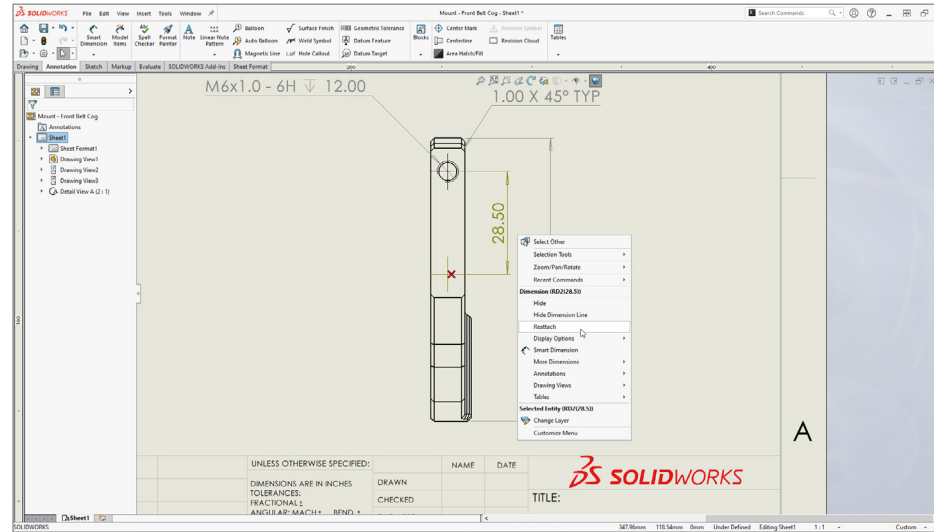 SOLIDWORKS File Edit View Insert Tools Window Mount - Front Belt Cog - Sheet1 * Search Commands
Smart Dimension Model Items Spell Checker Format Painter Note Linear Note Pattern
Balloon Surface Finish Geometric Tolerance Center Mark Revision Symbol
Auto Balloon Weld Symbol Datum Feature Blocks Centerline Revision Cloud Tables
Magnetic Line Hole Callout Datum Target Area Hatch/Fill
Drawing Annotation Sketch Markup Evaluate SOLIDWORKS Add-Ins Sheet Format
400
M6x1.0 - 6H ↧ 12.00
1.00 X 45° TYP
Mount - Front Belt Cog
Annotations
Sheet1
Sheet Format1
Drawing View1
Drawing View2
Drawing View3
Detail View A (2 : 1)
28.50
Select Other
Selection Tools
Zoom/Pan/Rotate
Recent Commands
Dimension (RD2(28.5))
Hide
Hide Dimension Line
Reattach
Display Options
Smart Dimension
More Dimensions
Annotations
Drawing Views
Tables
Selected Entity (RD2(28.5))
Change Layer
Customize Menu
A
UNLESS OTHERWISE SPECIFIED: NAME DATE
DIMENSIONS ARE IN INCHES DRAWN
TOLERANCES:
FRACTIONAL ± CHECKED
ANGULAR: MACH± BEND ±
SOLIDWORKS
TITLE:
Sheet1
SOLIDWORKS 347.96mm 118.54mm 0mm Under Defined Editing Sheet1 1 : 1 Custom